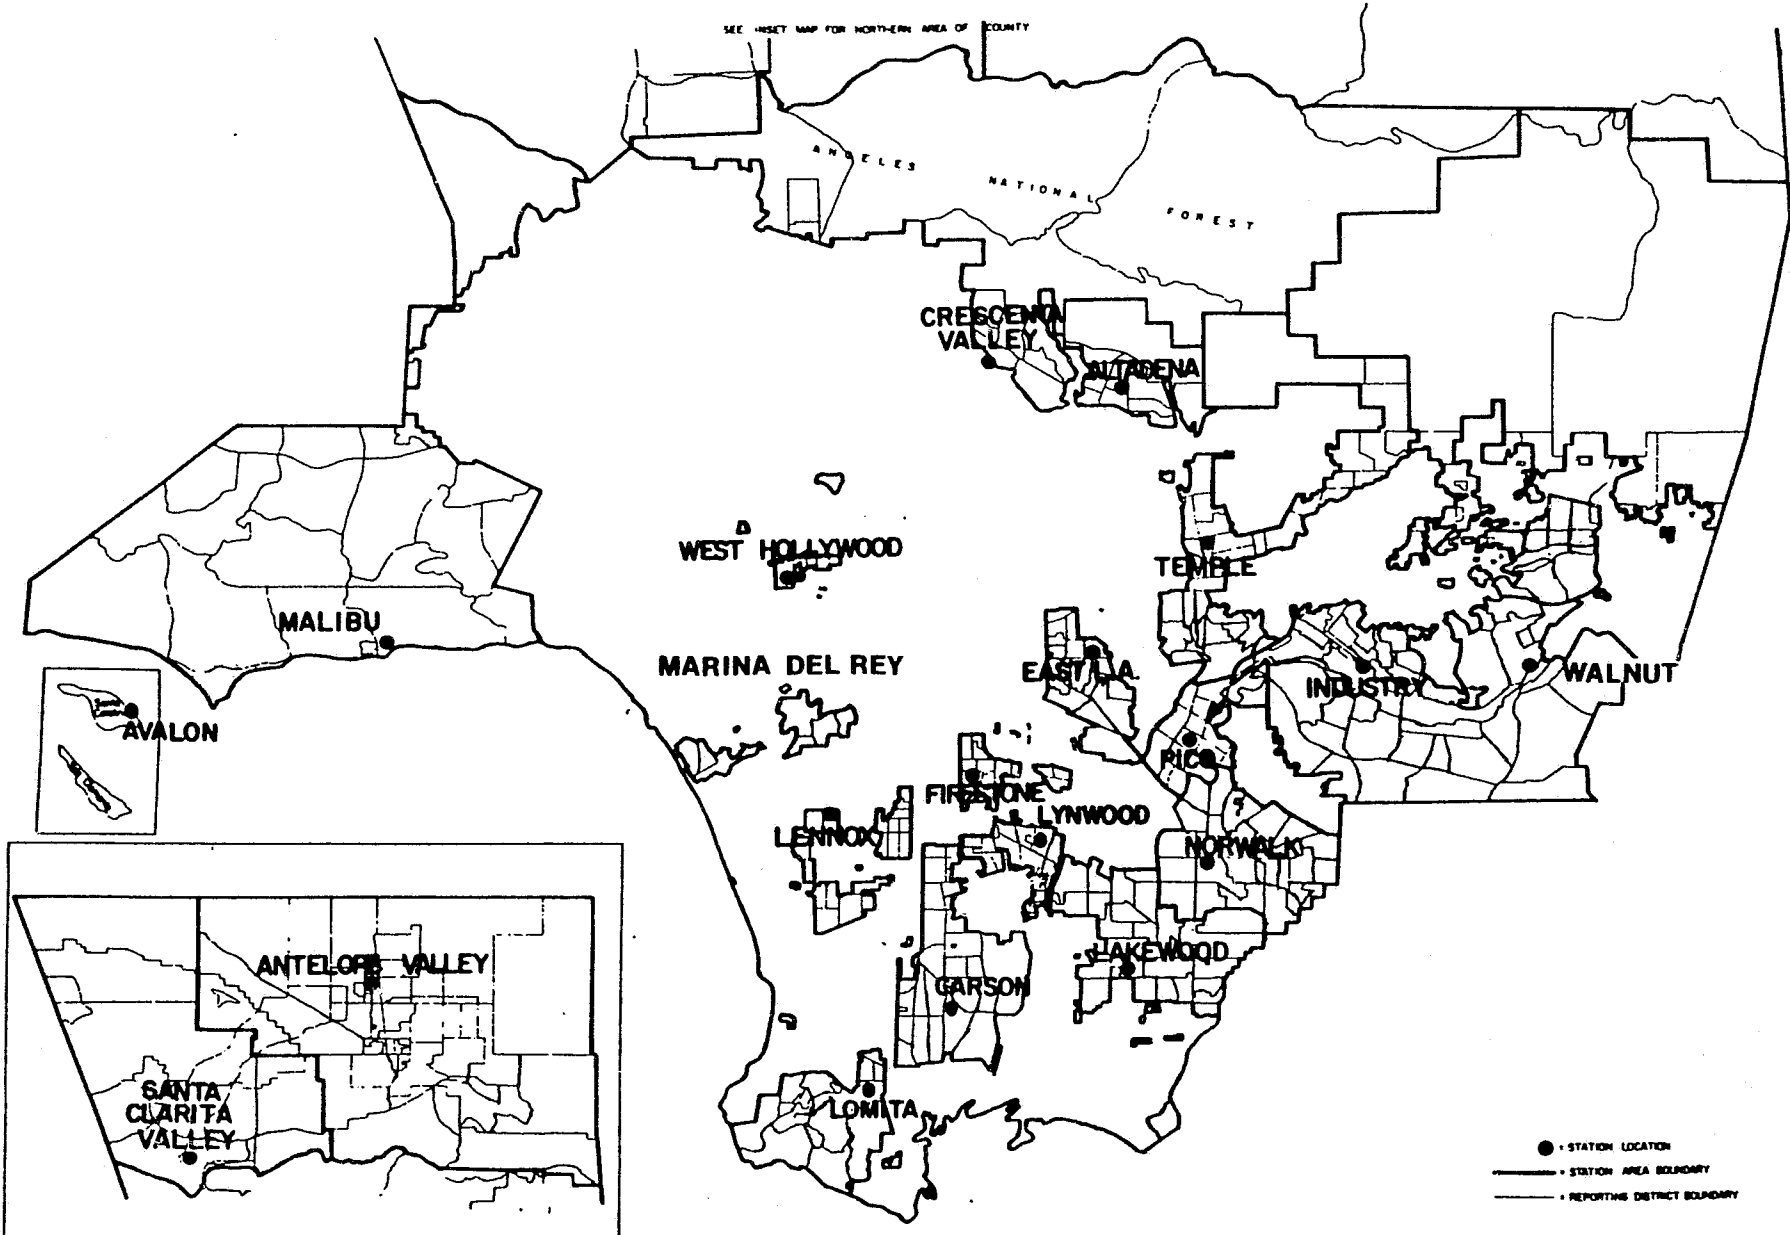 SEE INSET MAP FOR NORTHERN AREA OF COUNTY
ANGELES NATIONAL FOREST
CRESCENTA
VALLEY
ALTADENA
WEST HOLLYWOOD
TEMPLE
MALIBU
MARINA DEL REY
EAST L.A.
INDUSTRY
WALNUT
AVALON
PICO
FIRESTONE
LYNWOOD
LENNOX
NORWALK
LAKEWOOD
CARSON
ANTELOPE VALLEY
SANTA
CLARITA
VALLEY
LOMITA
= STATION LOCATION
= STATION AREA BOUNDARY
= REPORTING DISTRICT BOUNDARY